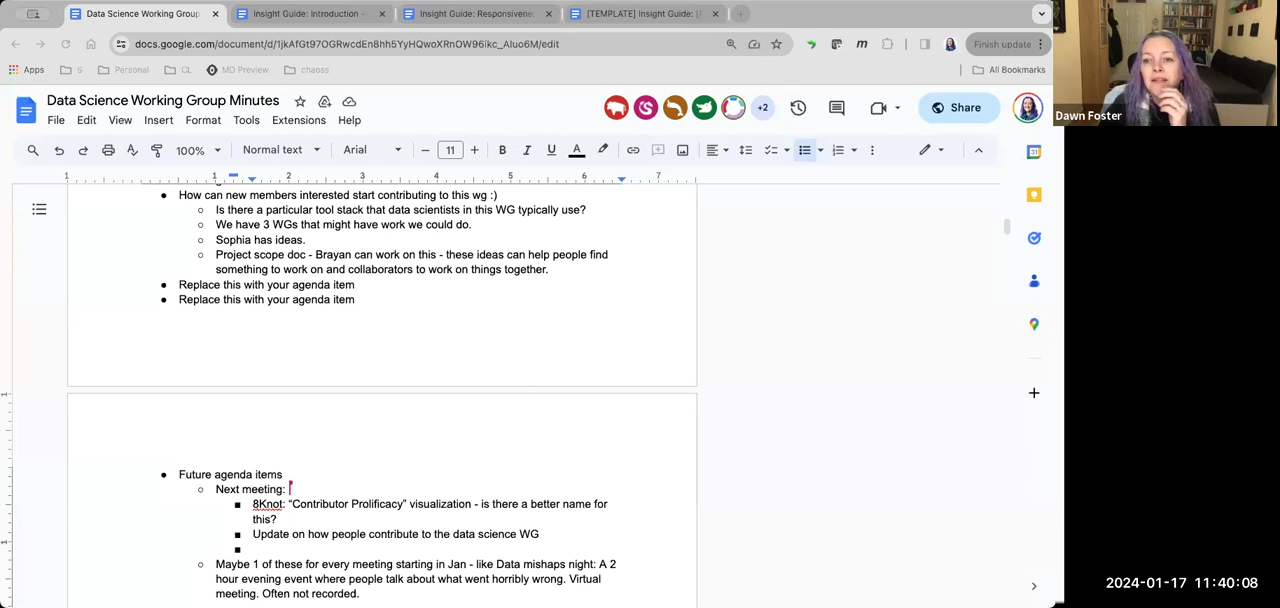 Data Science Working Group
Insight Guide: Introduction -
Insight Guide: Responsivene
[TEMPLATE] Insight Guide: [
docs.google.com/document/d/1jkAfGt97OGRwcdEn8hh5YyHQwoXRnOW96ikc_Aluo6M/edit
Finish update
Apps
S
Personal
CL
MD Preview
chaoss
All Bookmarks
Data Science Working Group Minutes
File Edit View Insert Format Tools Extensions Help
+2
Share
100%
Normal text
Arial
11
B I U A
1 1 2 3 4 5 6 7
How can new members interested start contributing to this wg :)
Is there a particular tool stack that data scientists in this WG typically use?
We have 3 WGs that might have work we could do.
Sophia has ideas.
Project scope doc - Brayan can work on this - these ideas can help people find
something to work on and collaborators to work on things together.
Replace this with your agenda item
Replace this with your agenda item
Future agenda items
Next meeting:
8Knot: “Contributor Prolificacy” visualization - is there a better name for
this?
Update on how people contribute to the data science WG
Maybe 1 of these for every meeting starting in Jan - like Data mishaps night: A 2
hour evening event where people talk about what went horribly wrong. Virtual
meeting. Often not recorded.
Dawn Foster
2024-01-17 11:40:08